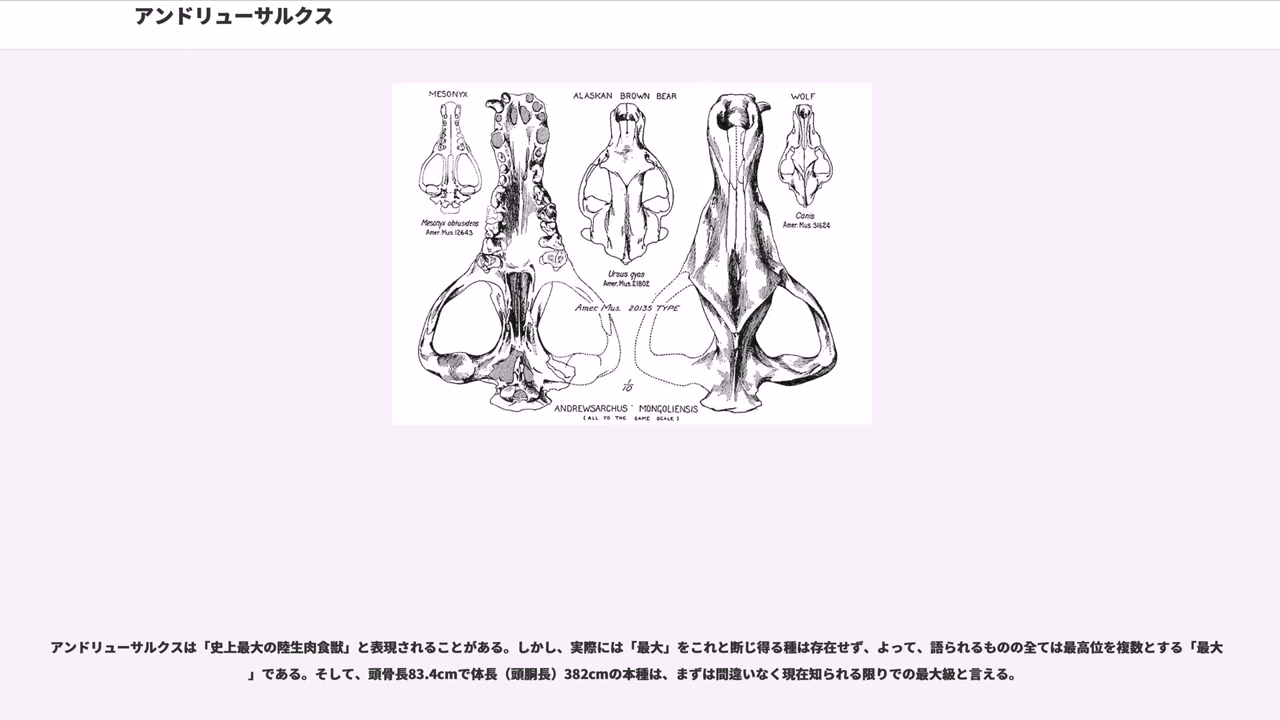 アンドリューサルクス
MESONYX
ALASKAN BROWN BEAR
WOLF
Mesonyx obtusidens
Amer. Mus. 12643
Canis
Amer. Mus. 31624
Ursus gyas
Amer. Mus. 21802
Amer. Mus. 20135 TYPE
1/10
ANDREWSARCHUS MONGOLIENSIS
(ALL TO THE SAME SCALE)
アンドリューサルクスは「史上最大の陸生肉食獣」と表現されることがある。しかし、実際には「最大」をこれと断じ得る種は存在せず、よって、語られるものの全ては最高位を複数とする「最大
」である。そして、頭骨長83.4cmで体長（頭胴長）382cmの本種は、まずは間違いなく現在知られる限りでの最大級と言える。